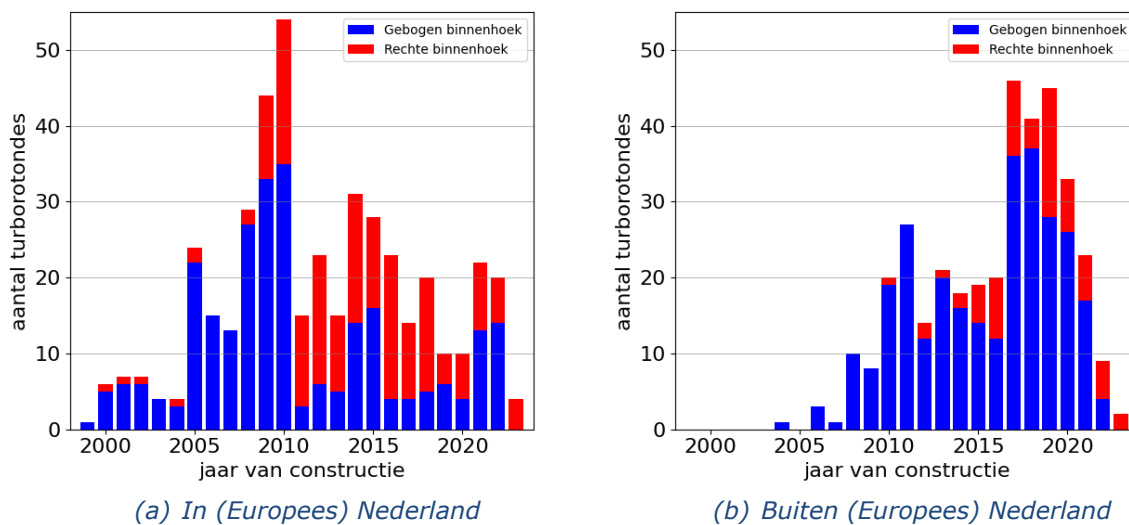 Gebogen binnenhoek
Rechte binnenhoek
50
40
30
20
10
0
aantal turborotondes
2000 2005 2010 2015 2020
jaar van constructie
(a) In (Europees) Nederland
Gebogen binnenhoek
Rechte binnenhoek
50
40
30
20
10
0
aantal turborotondes
2000 2005 2010 2015 2020
jaar van constructie
(b) Buiten (Europees) Nederland